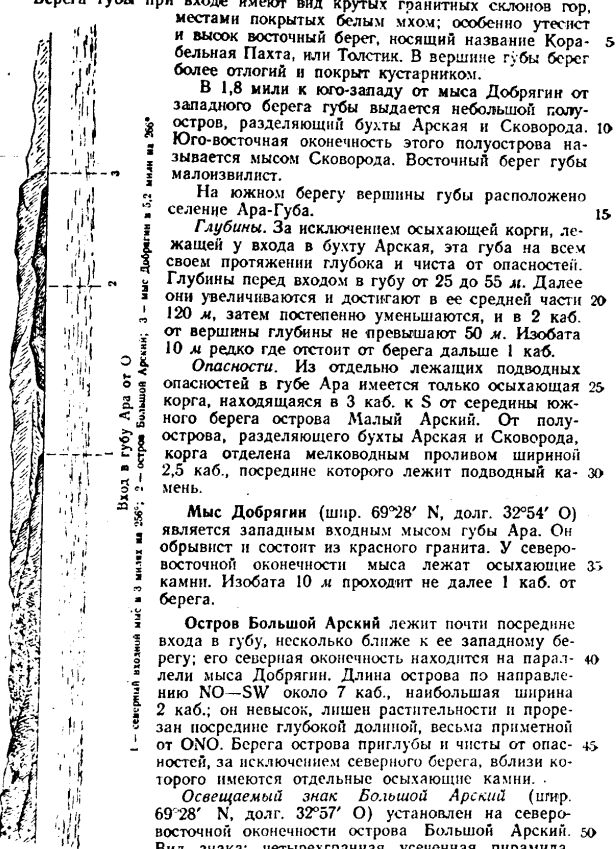 Берега губы при входе имеют вид крутых гранитных склонов гор,
местами покрытых белым мхом; особенно утесист
и высок восточный берег, носящий название Кора- 5
бельная Пахта, или Толстик. В вершине губы берег
более отлогий и покрыт кустарником.
В 1,8 мили к юго-западу от мыса Добрягин от
западного берега губы выдается небольшой полу-
остров, разделяющий бухты Арская и Сковорода. 10
Юго-восточная оконечность этого полуострова на-
зывается мысом Сковорода. Восточный берег губы
малоизвилист.
На южном берегу вершины губы расположено
селение Ара-Губа. 15
Глубины. За исключением осыхающей корги, ле-
жащей у входа в бухту Арская, эта губа на всем
своем протяжении глубока и чиста от опасностей.
Глубины перед входом в губу от 25 до 55 м. Далее
они увеличиваются и достигают в ее средней части 20
120 м, затем постепенно уменьшаются, и в 2 каб.
от вершины глубины не превышают 50 м. Изобата
10 м редко где отстоит от берега дальше 1 каб.
Опасности. Из отдельно лежащих подводных
опасностей в губе Ара имеется только осыхающая 25
корга, находящаяся в 3 каб. к S от середины юж-
ного берега острова Малый Арский. От полу-
острова, разделяющего бухты Арская и Сковорода,
корга отделена мелководным проливом шириной
2,5 каб., посредине которого лежит подводный ка- 30
мень.
Мыс Добрягин (шир. 69°28′ N, долг. 32°54′ O)
является западным входным мысом губы Ара. Он
обрывист и состоит из красного гранита. У северо-
восточной оконечности мыса лежат осыхающие 35
камни. Изобата 10 м проходит не далее 1 каб. от
берега.
Остров Большой Арский лежит почти посредине
входа в губу, несколько ближе к ее западному бе-
регу; его северная оконечность находится на парал- 40
лели мыса Добрягин. Длина острова по направле-
нию NO—SW около 7 каб., наибольшая ширина
2 каб.; он невысок, лишен растительности и проре-
зан посредине глубокой долиной, весьма приметной
от ONO. Берега острова приглубы и чисты от опас- 45
ностей, за исключением северного берега, вблизи ко-
торого имеются отдельные осыхающие камни.
Освещаемый знак Большой Арский (шир.
69°28′ N, долг. 32°57′ O) установлен на северо-
восточной оконечности острова Большой Арский. 50
Вид знака: четырехгранная усеченная пирамида
3
2
1
Вход в губу Ара от O
1 — северный входной мыс в 3 милях на 256°; 2 — остров Большой Арский; 3 — мыс Добрягин в 5,2 мили на 266°